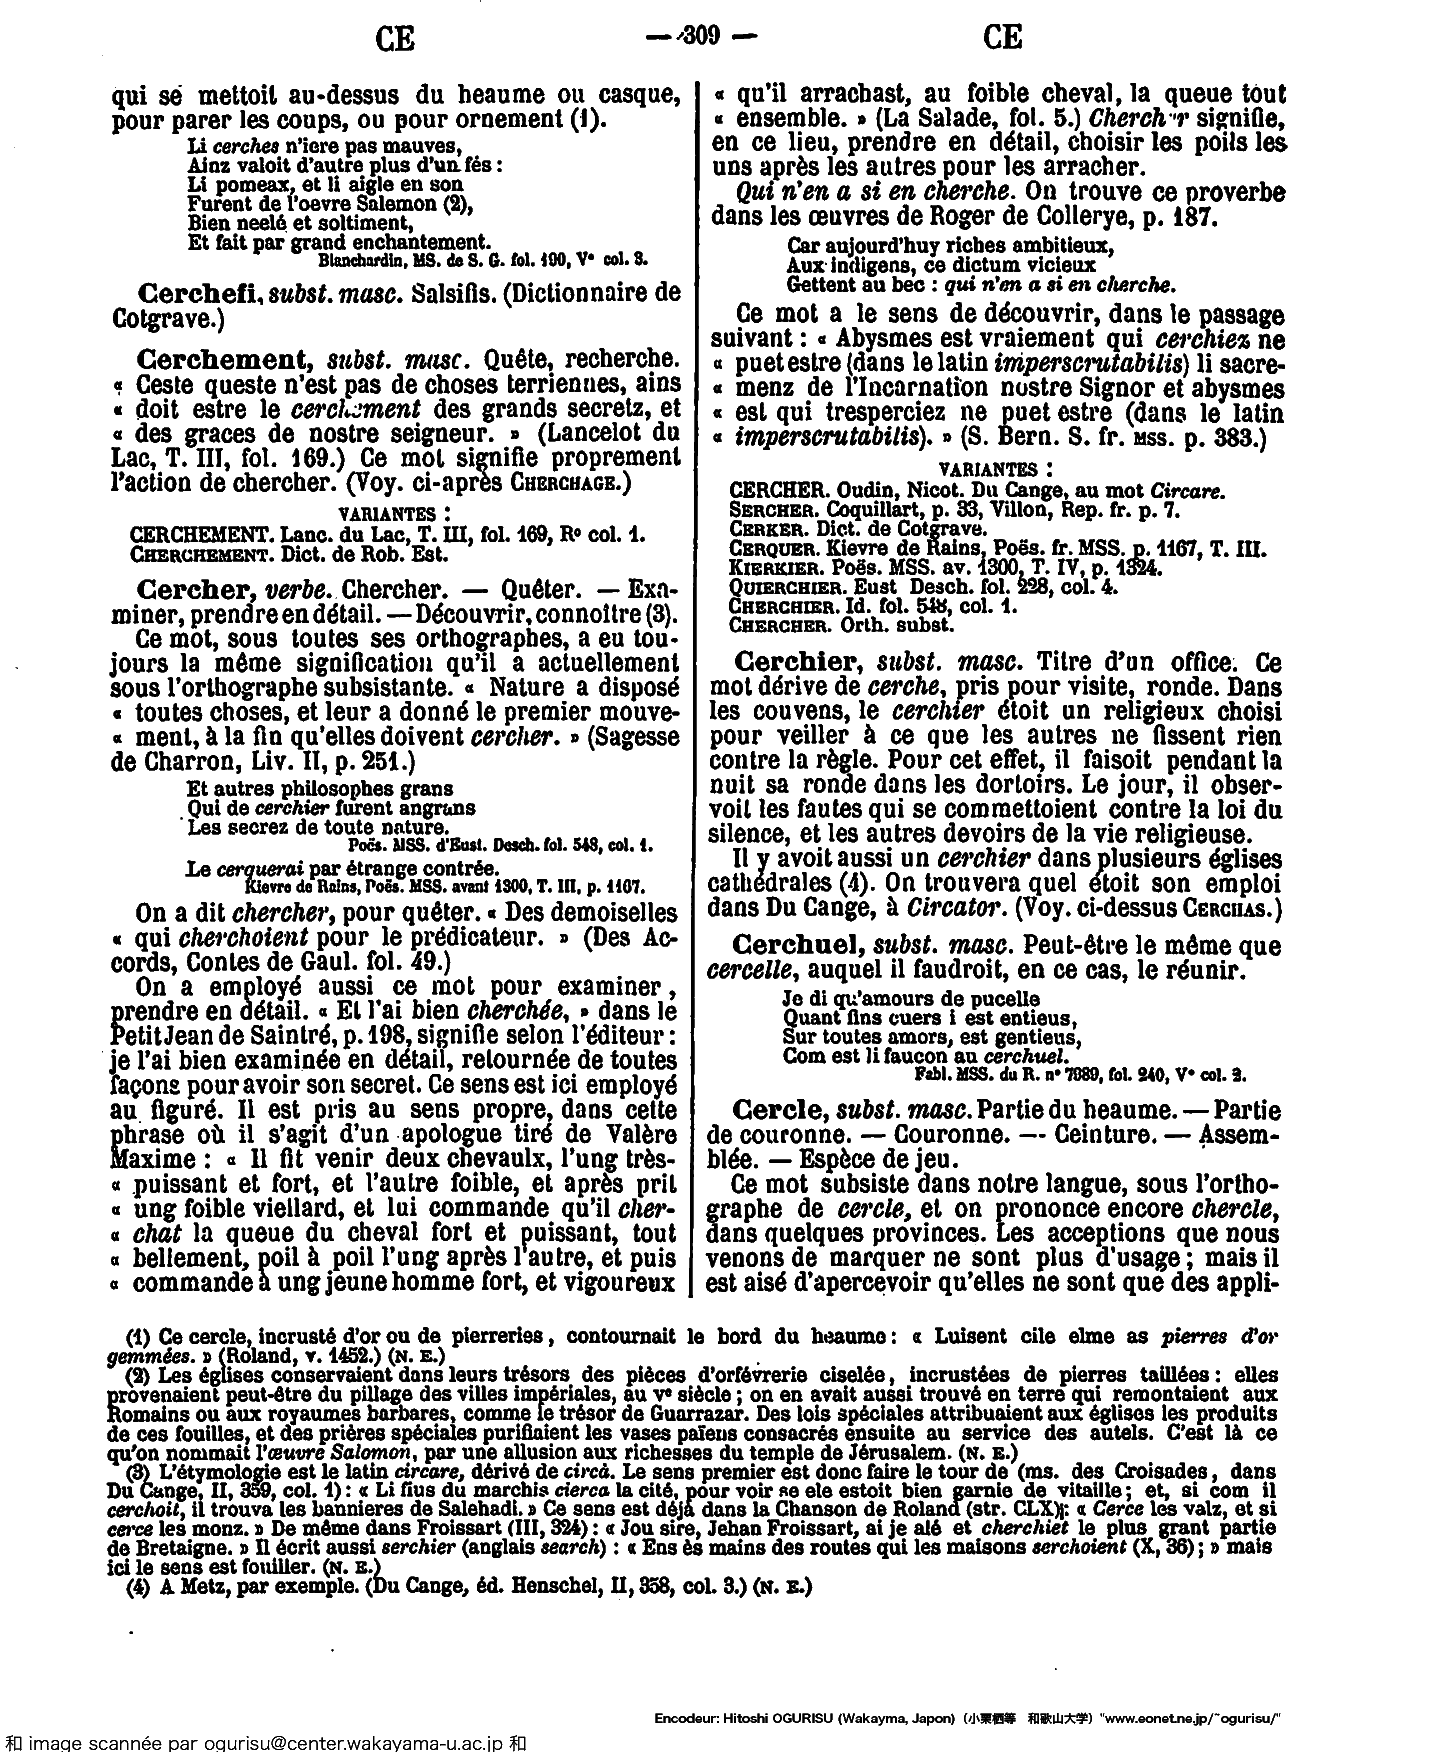 CE
— 309 —
CE
qui se mettoit au-dessus du heaume ou casque,
pour parer les coups, ou pour ornement (1).
Li cerches n'iere pas mauves,
Ainz valoit d'autre plus d'un fés :
Li pomeax, et li aigle en son
Furent de l'oevre Salemon (2),
Bien neelé et soltiment,
Et fait par grand enchantement.
Blanchardin, MS. de S. G. fol. 190, Vº col. 3.
Cerchefi, subst. masc. Salsifis. (Dictionnaire de
Cotgrave.)
Cerchement, subst. masc. Quête, recherche.
« Ceste queste n'est pas de choses terriennes, ains
« doit estre le cerchement des grands secretz, et
« des graces de nostre seigneur. » (Lancelot du
Lac, T. III, fol. 169.) Ce mot signifie proprement
l'action de chercher. (Voy. ci-après CHERCHAGE.)
VARIANTES :
CERCHEMENT. Lanc. du Lac, T. III, fol. 169, Rº col. 1.
CHERCHEMENT. Dict. de Rob. Est.
Cercher, verbe. Chercher. — Quêter. — Exa-
miner, prendre en détail. — Découvrir, connoître (3).
Ce mot, sous toutes ses orthographes, a eu tou-
jours la même signification qu'il a actuellement
sous l'orthographe subsistante. « Nature a disposé
« toutes choses, et leur a donné le premier mouve-
« ment, à la fin qu'elles doivent cercher. » (Sagesse
de Charron, Liv. II, p. 251.)
Et autres philosophes grans
Qui de cerchier furent angrans
Les secrez de toute nature.
Poës. MSS. d'Eust. Desch. fol. 548, col. 1.
Le cerquerai par étrange contrée.
Kievre de Rains, Poës. MSS. avant 1300, T. III, p. 1167.
On a dit chercher, pour quêter. « Des demoiselles
« qui cherchoient pour le prédicateur. » (Des Ac-
cords, Contes de Gaul. fol. 49.)
On a employé aussi ce mot pour examiner,
prendre en détail. « Et l'ai bien cherchée, » dans le
Petit Jean de Saintré, p. 198, signifie selon l'éditeur :
je l'ai bien examinée en détail, retournée de toutes
façons pour avoir son secret. Ce sens est ici employé
au figuré. Il est pris au sens propre, dans cette
phrase où il s'agit d'un apologue tiré de Valère
Maxime : « Il fit venir deux chevaulx, l'ung très-
« puissant et fort, et l'autre foible, et après prit
« ung foible viellard, et lui commande qu'il cher-
« chat la queue du cheval fort et puissant, tout
« bellement, poil à poil l'ung après l'autre, et puis
« commande à ung jeune homme fort, et vigoureux
« qu'il arrachast, au foible cheval, la queue tout
« ensemble. » (La Salade, fol. 5.) Chercher signifie,
en ce lieu, prendre en détail, choisir les poils les
uns après les autres pour les arracher.
Qui n'en a si en cherche. On trouve ce proverbe
dans les œuvres de Roger de Collerye, p. 187.
Car aujourd'huy riches ambitieux,
Aux indigens, ce dictum vicieux
Gettent au bec : qui n'en a si en cherche.
Ce mot a le sens de découvrir, dans le passage
suivant : « Abysmes est vraiement qui cerchiez ne
« puet estre (dans le latin imperscrutabilis) li sacre-
« menz de l'Incarnation nostre Signor et abysmes
« est qui tresperciez ne puet estre (dans le latin
« imperscrutabilis). » (S. Bern. S. fr. MSS. p. 383.)
VARIANTES :
CERCHER. Oudin, Nicot. Du Cange, au mot Circare.
SERCHER. Coquillart, p. 33, Villon, Rep. fr. p. 7.
CERKER. Dict. de Cotgrave.
CERQUER. Kievre de Rains, Poës. fr. MSS. p. 1167, T. III.
KIERKIER. Poës. MSS. av. 1300, T. IV, p. 1324.
QUIERCHIER. Eust Desch. fol. 228, col. 4.
CHERCHIER. Id. fol. 548, col. 1.
CHERCHER. Orth. subst.
Cerchier, subst. masc. Titre d'un office. Ce
mot dérive de cerche, pris pour visite, ronde. Dans
les couvens, le cerchier étoit un religieux choisi
pour veiller à ce que les autres ne fissent rien
contre la règle. Pour cet effet, il faisoit pendant la
nuit sa ronde dans les dortoirs. Le jour, il obser-
voit les fautes qui se commettoient contre la loi du
silence, et les autres devoirs de la vie religieuse.
Il y avoit aussi un cerchier dans plusieurs églises
cathédrales (4). On trouvera quel étoit son emploi
dans Du Cange, à Circator. (Voy. ci-dessus CERCHAS.)
Cerchuel, subst. masc. Peut-être le même que
cercelle, auquel il faudroit, en ce cas, le réunir.
Je di qu'amours de pucelle
Quant fins cuers i est entieus,
Sur toutes amors, est gentieus,
Com est li faucon au cerchuel.
Fabl. MSS. du R. nº 7989, fol. 240, Vº col. 2.
Cercle, subst. masc. Partie du heaume. — Partie
de couronne. — Couronne. — Ceinture. — Assem-
blée. — Espèce de jeu.
Ce mot subsiste dans notre langue, sous l'ortho-
graphe de cercle, et on prononce encore chercle,
dans quelques provinces. Les acceptions que nous
venons de marquer ne sont plus d'usage ; mais il
est aisé d'apercevoir qu'elles ne sont que des appli-
(1) Ce cercle, incrusté d'or ou de pierreries, contournait le bord du heaume : « Luisent cile elme as pierres d'or
gemmées. » (Roland, v. 1452.) (N. E.)
(2) Les églises conservaient dans leurs trésors des pièces d'orfévrerie ciselée, incrustées de pierres taillées : elles
provenaient peut-être du pillage des villes impériales, au Vº siècle ; on en avait aussi trouvé en terre qui remontaient aux
Romains ou aux royaumes barbares, comme le trésor de Guarrazar. Des lois spéciales attribuaient aux églises les produits
de ces fouilles, et des prières spéciales purifiaient les vases païens consacrés ensuite au service des autels. C'est là ce
qu'on nommait l'œuvre Salomon, par une allusion aux richesses du temple de Jérusalem. (N. E.)
(3) L'étymologie est le latin circare, dérivé de circà. Le sens premier est donc faire le tour de (ms. des Croisades, dans
Du Cange, II, 359, col. 1) : « Li fius du marchis cierca la cité, pour voir se ele estoit bien garnie de vitaille ; et, si com il
cerchoit, il trouva les bannieres de Salehadi. » Ce sens est déjà dans la Chanson de Roland (str. CLX) : « Cerce les valz, et si
cerce les monz. » De même dans Froissart (III, 324) : « Jou sire, Jehan Froissart, ai je alé et cherchiet le plus grant partie
de Bretaigne. » Il écrit aussi serchier (anglais search) : « Ens ès mains des routes qui les maisons serchoient (X, 36) ; » mais
ici le sens est fouiller. (N. E.)
(4) A Metz, par exemple. (Du Cange, éd. Henschel, II, 358, col. 3.) (N. E.)
Encodeur: Hitoshi OGURISU (Wakayma, Japon) (小栗栖等 和歌山大学) "www.eonet.ne.jp/~ogurisu/"
和 image scannée par ogurisu@center.wakayama-u.ac.jp 和